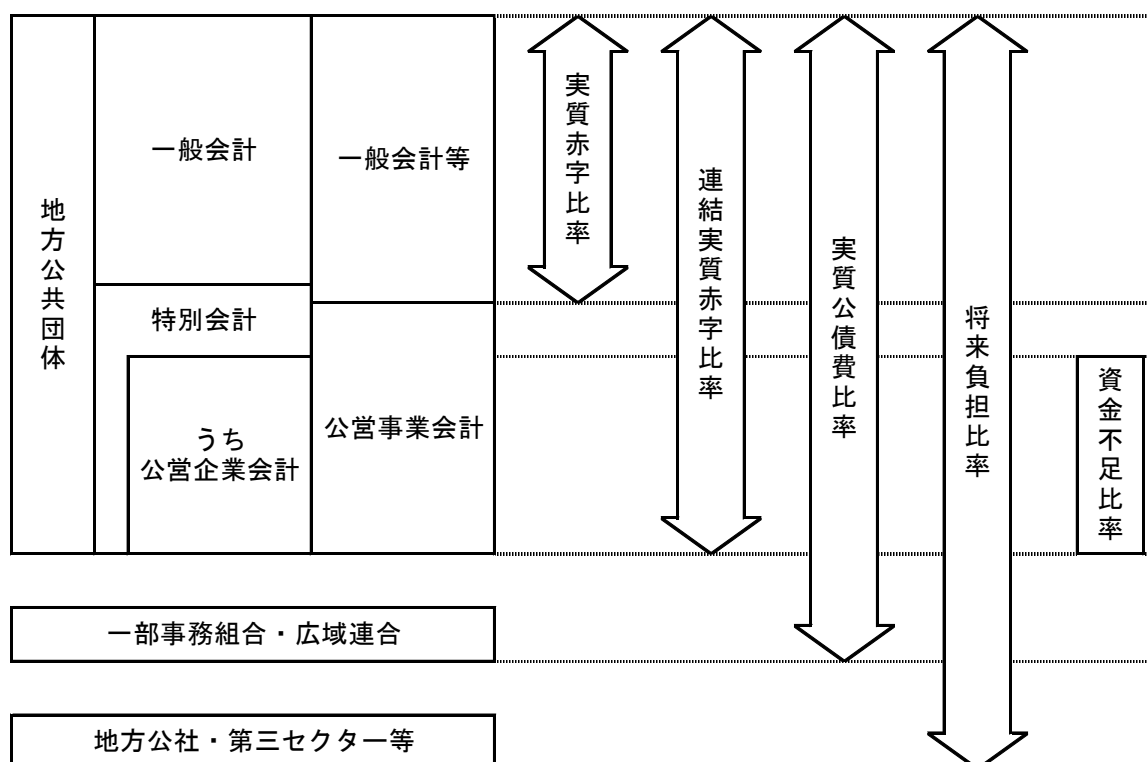 地方公共団体
一般会計
一般会計等
特別会計
うち
公営企業会計
公営事業会計
実質赤字比率
連結実質赤字比率
実質公債費比率
将来負担比率
資金不足比率
一部事務組合・広域連合
地方公社・第三セクター等